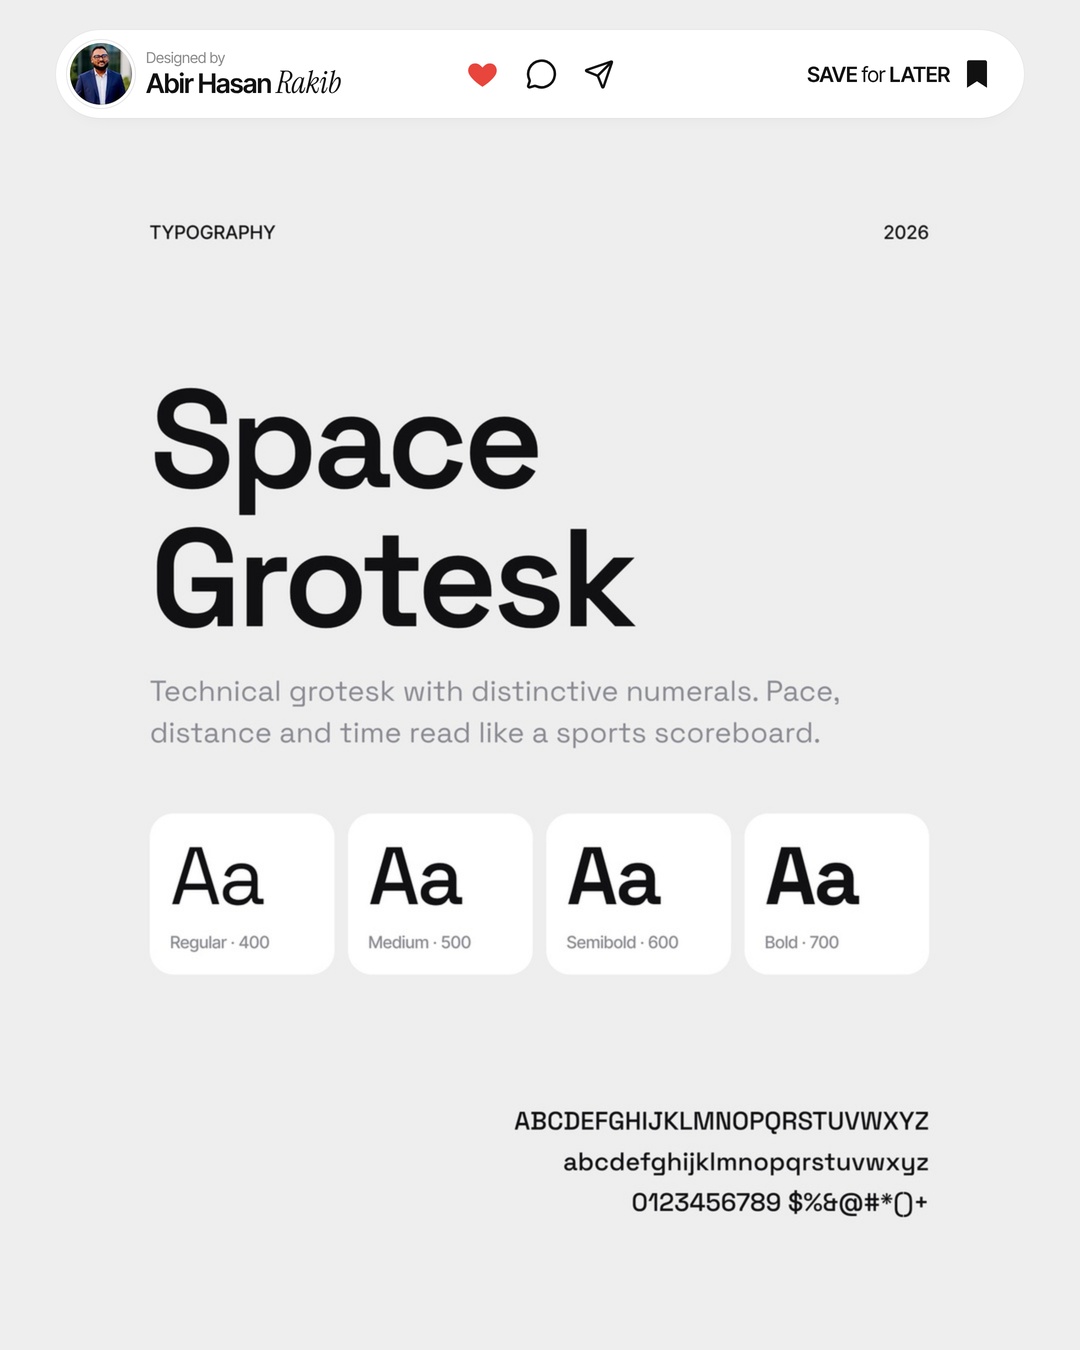 Designed by
Abir Hasan Rakib
SAVE for LATER
TYPOGRAPHY
2026
Space
Grotesk
Technical grotesk with distinctive numerals. Pace,
distance and time read like a sports scoreboard.
Aa
Regular · 400
Aa
Medium · 500
Aa
Semibold · 600
Aa
Bold · 700
ABCDEFGHIJKLMNOPQRSTUVWXYZ
abcdefghijklmnopqrstuvwxyz
0123456789 $%&@#*()+